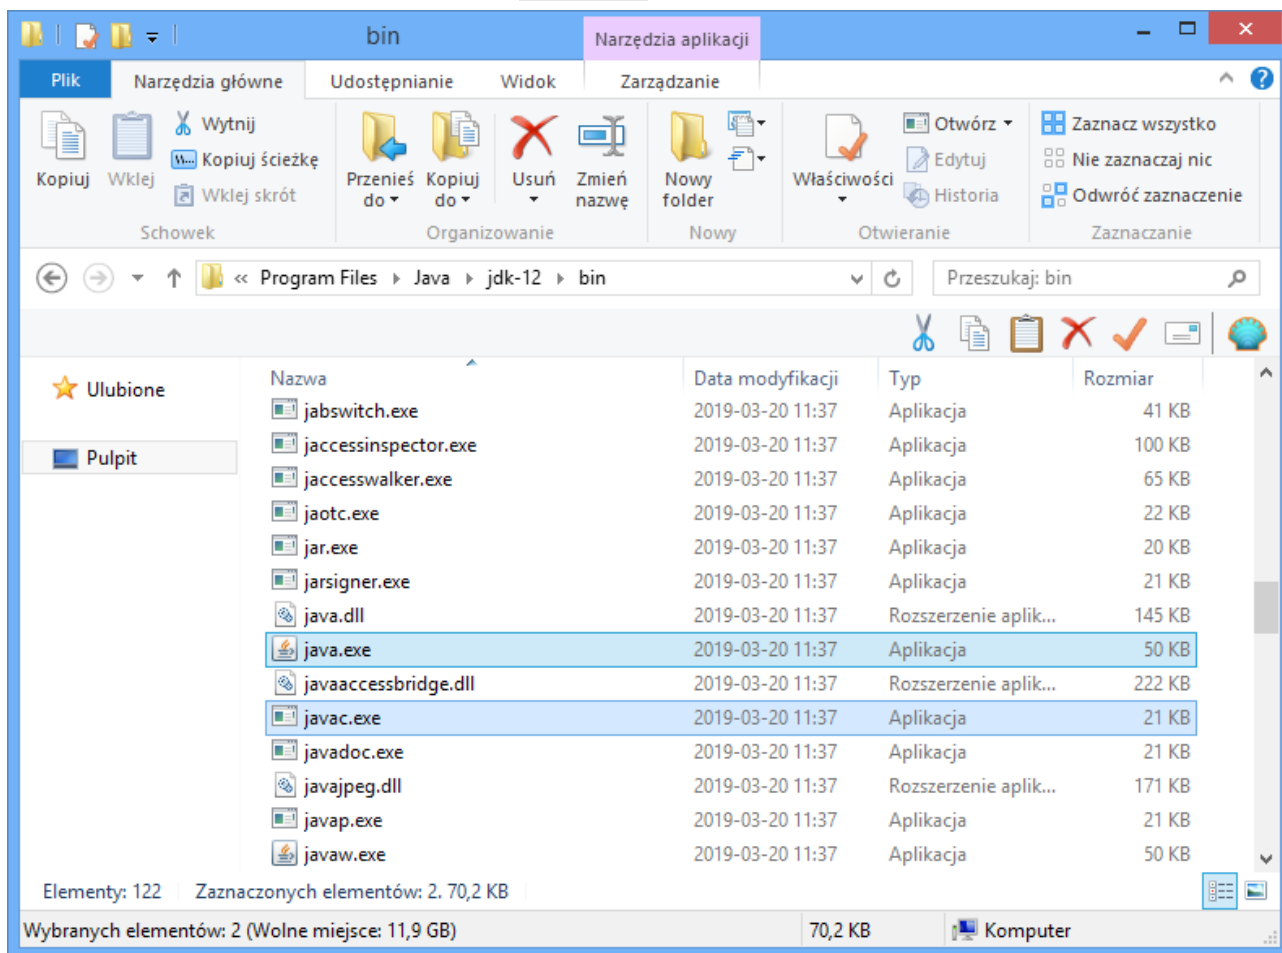 bin
Narzędzia aplikacji
Plik Narzędzia główne Udostępnianie Widok Zarządzanie
Kopiuj
Wklej
Wytnij
Kopiuj ścieżkę
Wklej skrót
Schowek
Przenieś do
Kopiuj do
Usuń
Zmień nazwę
Organizowanie
Nowy folder
Nowy
Właściwości
Otwórz
Edytuj
Historia
Otwieranie
Zaznacz wszystko
Nie zaznaczaj nic
Odwróć zaznaczenie
Zaznaczanie
« Program Files Java jdk-12 bin
Przeszukaj: bin
Ulubione
Pulpit
Nazwa Data modyfikacji Typ Rozmiar
jabswitch.exe 2019-03-20 11:37 Aplikacja 41 KB
jaccessinspector.exe 2019-03-20 11:37 Aplikacja 100 KB
jaccesswalker.exe 2019-03-20 11:37 Aplikacja 65 KB
jaotc.exe 2019-03-20 11:37 Aplikacja 22 KB
jar.exe 2019-03-20 11:37 Aplikacja 20 KB
jarsigner.exe 2019-03-20 11:37 Aplikacja 21 KB
java.dll 2019-03-20 11:37 Rozszerzenie aplik... 145 KB
java.exe 2019-03-20 11:37 Aplikacja 50 KB
javaaccessbridge.dll 2019-03-20 11:37 Rozszerzenie aplik... 222 KB
javac.exe 2019-03-20 11:37 Aplikacja 21 KB
javadoc.exe 2019-03-20 11:37 Aplikacja 21 KB
javajpeg.dll 2019-03-20 11:37 Rozszerzenie aplik... 171 KB
javap.exe 2019-03-20 11:37 Aplikacja 21 KB
javaw.exe 2019-03-20 11:37 Aplikacja 50 KB
Elementy: 122 Zaznaczonych elementów: 2. 70,2 KB
Wybranych elementów: 2 (Wolne miejsce: 11,9 GB) 70,2 KB Komputer